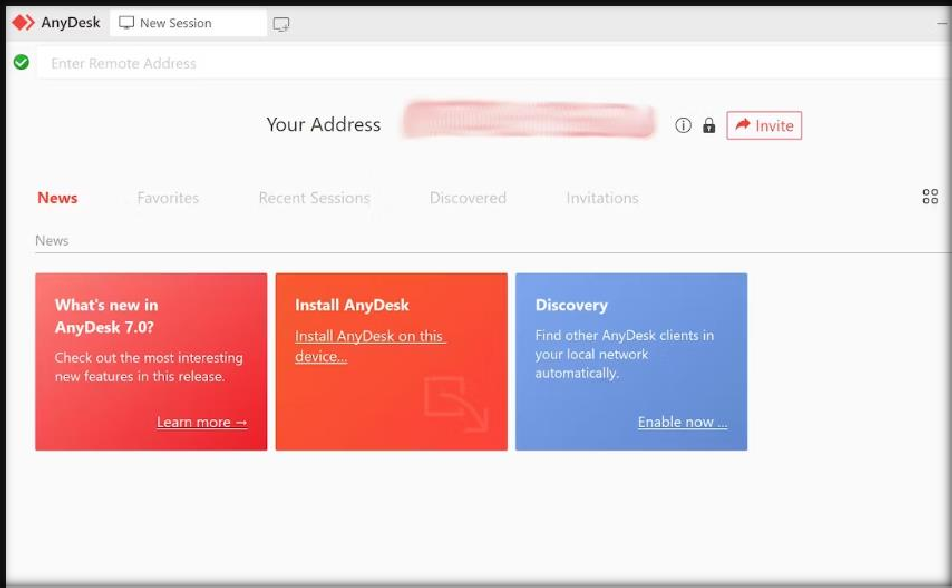 AnyDesk New Session
Enter Remote Address
Your Address Invite
News Favorites Recent Sessions Discovered Invitations
News
What's new in
AnyDesk 7.0?
Check out the most interesting
new features in this release.
Learn more →
Install AnyDesk
Install AnyDesk on this
device...
Discovery
Find other AnyDesk clients in
your local network
automatically.
Enable now ...